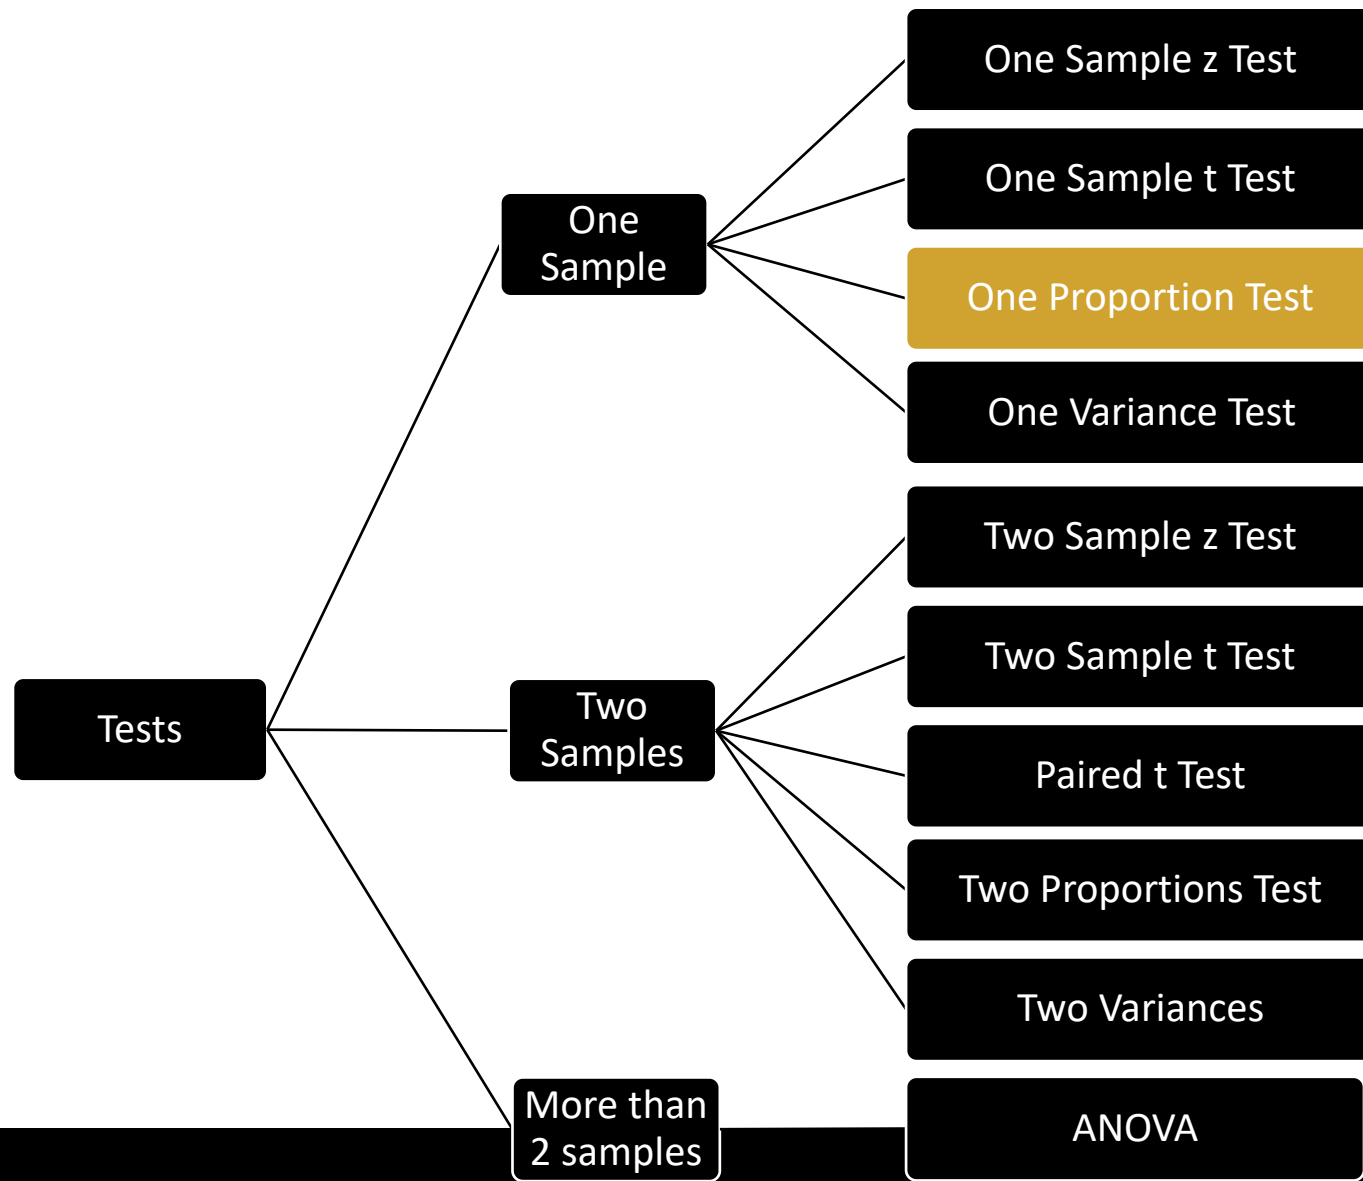 Tests
One
Sample
One Sample z Test
One Sample t Test
One Proportion Test
One Variance Test
Two
Samples
Two Sample z Test
Two Sample t Test
Paired t Test
Two Proportions Test
Two Variances
More than
2 samples
ANOVA